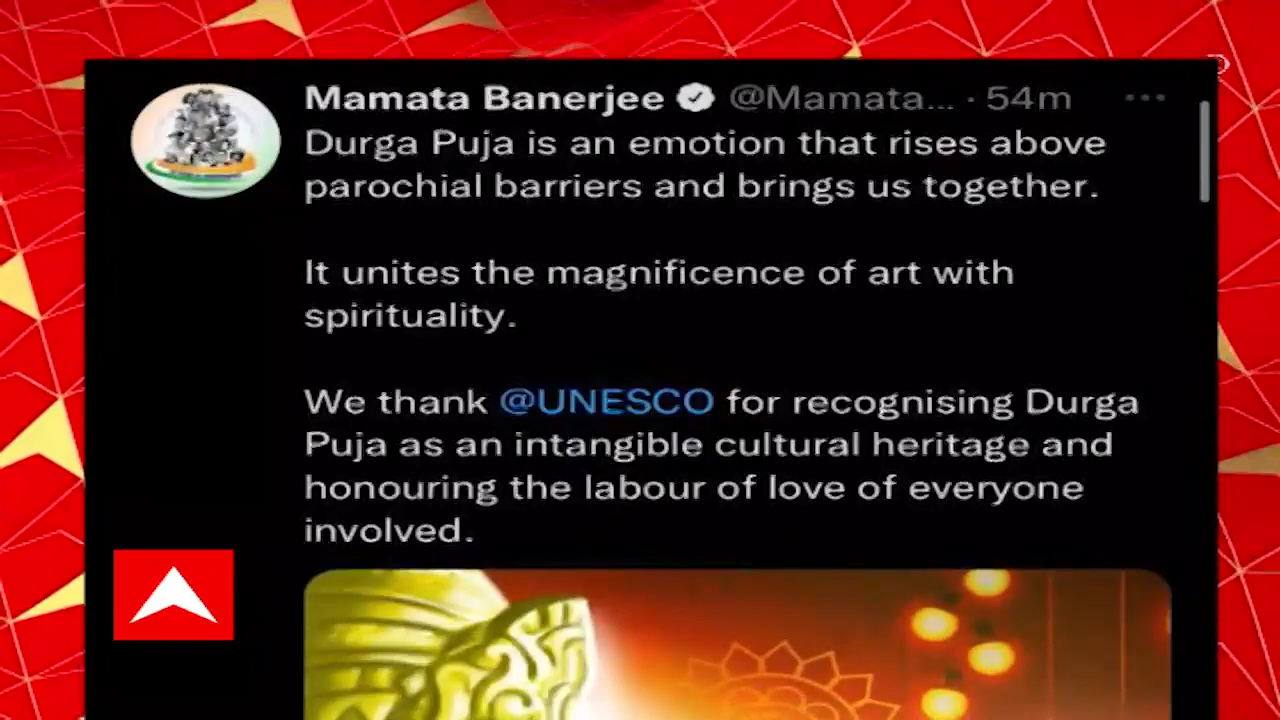 Mamata Banerjee @Mamata... · 54m ...
Durga Puja is an emotion that rises above
parochial barriers and brings us together.
It unites the magnificence of art with
spirituality.
We thank @UNESCO for recognising Durga
Puja as an intangible cultural heritage and
honouring the labour of love of everyone
involved.